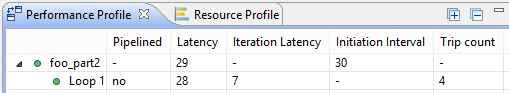 Performance Profile Resource Profile
Pipelined Latency Iteration Latency Initiation Interval Trip count
foo_part2 - 29 - 30 -
Loop 1 no 28 7 - 4